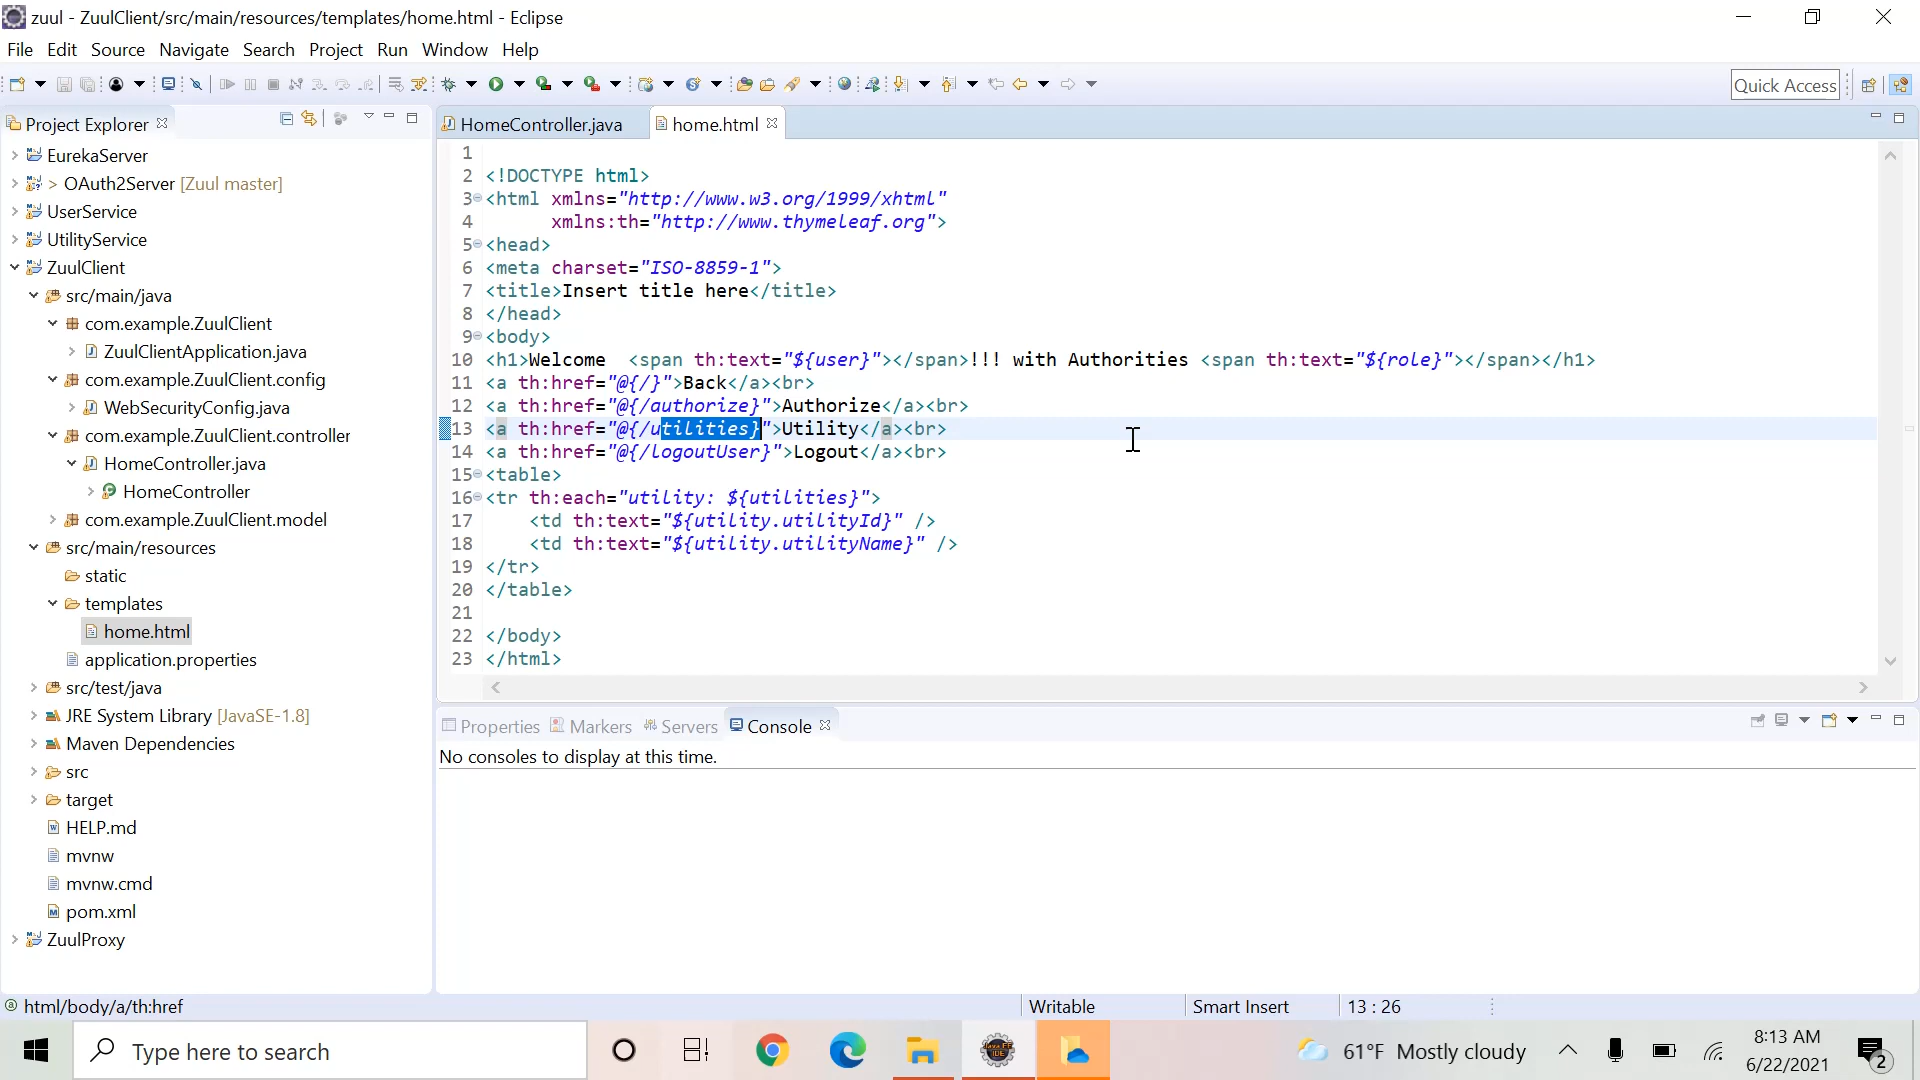 zuul - ZuulClient/src/main/resources/templates/home.html - Eclipse
File Edit Source Navigate Search Project Run Window Help
Quick Access
Project Explorer
EurekaServer
> OAuth2Server [Zuul master]
UserService
UtilityService
ZuulClient
src/main/java
com.example.ZuulClient
ZuulClientApplication.java
com.example.ZuulClient.config
WebSecurityConfig.java
com.example.ZuulClient.controller
HomeController.java
HomeController
com.example.ZuulClient.model
src/main/resources
static
templates
home.html
application.properties
src/test/java
JRE System Library [JavaSE-1.8]
Maven Dependencies
src
target
HELP.md
mvnw
mvnw.cmd
pom.xml
ZuulProxy
HomeController.java home.html
1
2 <!DOCTYPE html>
3 <html xmlns="http://www.w3.org/1999/xhtml"
4 xmlns:th="http://www.thymeleaf.org">
5 <head>
6 <meta charset="ISO-8859-1">
7 <title>Insert title here</title>
8 </head>
9 <body>
10 <h1>Welcome  <span th:text="${user}"></span>!!! with Authorities <span th:text="${role}"></span></h1>
11 <a th:href="@{/}">Back</a><br>
12 <a th:href="@{/authorize}">Authorize</a><br>
13 <a th:href="@{/utilities}">Utility</a><br>
14 <a th:href="@{/logoutUser}">Logout</a><br>
15 <table>
16 <tr th:each="utility: ${utilities}">
17 <td th:text="${utility.utilityId}" />
18 <td th:text="${utility.utilityName}" />
19 </tr>
20 </table>
21
22 </body>
23 </html>
Properties Markers Servers Console
No consoles to display at this time.
html/body/a/th:href
Writable Smart Insert 13 : 26
Type here to search
61°F Mostly cloudy
8:13 AM
6/22/2021
2